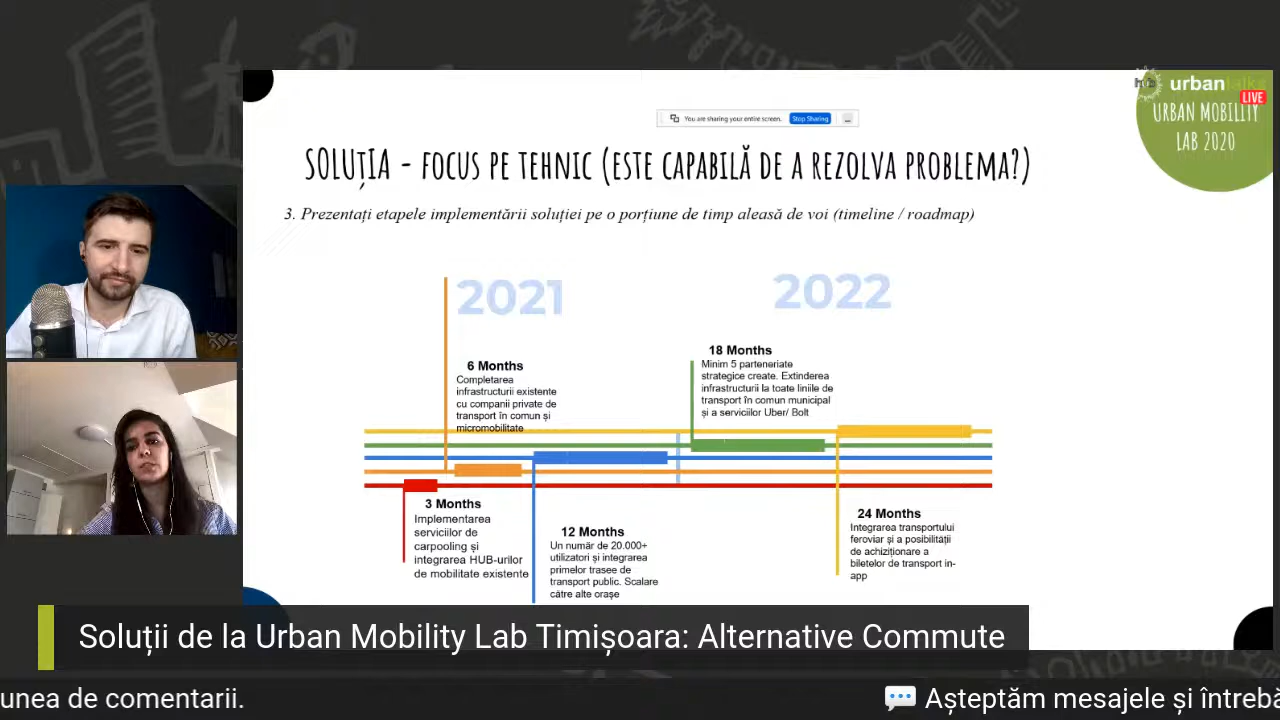 hub urbantalks
LIVE
URBAN MOBILITY
LAB 2020
You are sharing your entire screen. Stop Sharing
SOLUȚIA - FOCUS PE TEHNIC (ESTE CAPABILĂ DE A REZOLVA PROBLEMA?)
3. Prezentați etapele implementării soluției pe o porțiune de timp aleasă de voi (timeline / roadmap)
2021
2022
6 Months
Completarea
infrastructurii existente
cu companii private de
transport în comun și
micromobilitate
18 Months
Minim 5 parteneriate
strategice create. Extinderea
infrastructurii la toate liniile de
transport în comun municipal
și a serviciilor Uber/ Bolt
3 Months
Implementarea
serviciilor de
carpooling și
integrarea HUB-urilor
de mobilitate existente
12 Months
Un număr de 20.000+
utilizatori și integrarea
primelor trasee de
transport public. Scalare
către alte orașe
24 Months
Integrarea transportului
feroviar și a posibilității
de achiziționare a
biletelor de transport in-
app
Soluții de la Urban Mobility Lab Timișoara: Alternative Commute
unea de comentarii. 💬 Așteptăm mesajele și întrebă